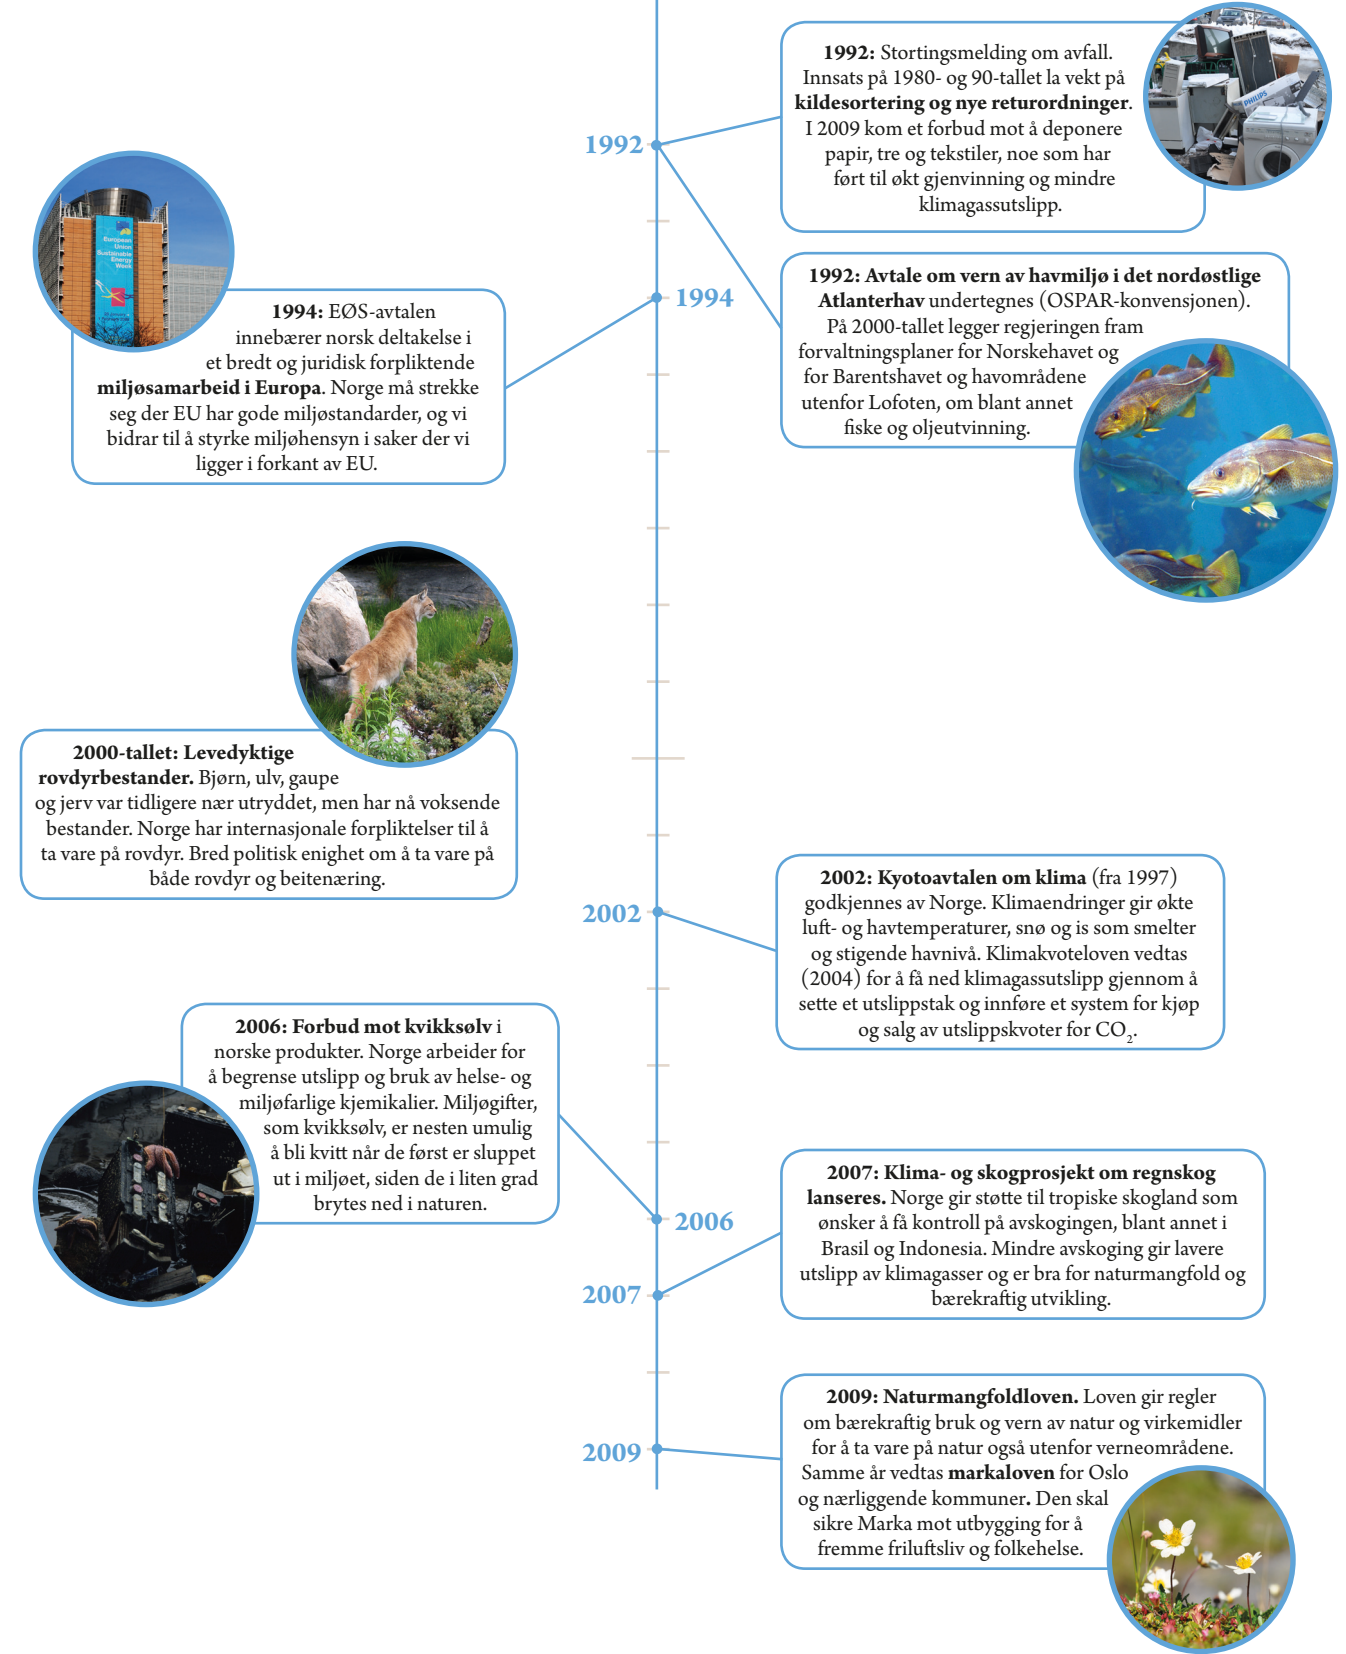 1992: Stortingsmelding om avfall.
Innsats på 1980- og 90-tallet la vekt på
kildesortering og nye returordninger.
I 2009 kom et forbud mot å deponere
papir, tre og tekstiler, noe som har
ført til økt gjenvinning og mindre
klimagassutslipp.
PHILIPS
1992
1992: Avtale om vern av havmiljø i det nordøstlige
Atlanterhav undertegnes (OSPAR-konvensjonen).
På 2000-tallet legger regjeringen fram
forvaltningsplaner for Norskehavet og
for Barentshavet og havområdene
utenfor Lofoten, om blant annet
fiske og oljeutvinning.
European
Union
Sustainable
Energy
Week
1994
1994: EØS-avtalen
innebærer norsk deltakelse i
et bredt og juridisk forpliktende
miljøsamarbeid i Europa. Norge må strekke
seg der EU har gode miljøstandarder, og vi
bidrar til å styrke miljøhensyn i saker der vi
ligger i forkant av EU.
2000-tallet: Levedyktige
rovdyrbestander. Bjørn, ulv, gaupe
og jerv var tidligere nær utryddet, men har nå voksende
bestander. Norge har internasjonale forpliktelser til å
ta vare på rovdyr. Bred politisk enighet om å ta vare på
både rovdyr og beitenæring.
2002
2002: Kyotoavtalen om klima (fra 1997)
godkjennes av Norge. Klimaendringer gir økte
luft- og havtemperaturer, snø og is som smelter
og stigende havnivå. Klimakvoteloven vedtas
(2004) for å få ned klimagassutslipp gjennom å
sette et utslippstak og innføre et system for kjøp
og salg av utslippskvoter for CO₂.
2006: Forbud mot kvikksølv i
norske produkter. Norge arbeider for
å begrense utslipp og bruk av helse- og
miljøfarlige kjemikalier. Miljøgifter,
som kvikksølv, er nesten umulig
å bli kvitt når de først er sluppet
ut i miljøet, siden de i liten grad
brytes ned i naturen.
2006
2007
2007: Klima- og skogprosjekt om regnskog
lanseres. Norge gir støtte til tropiske skogland som
ønsker å få kontroll på avskogingen, blant annet i
Brasil og Indonesia. Mindre avskoging gir lavere
utslipp av klimagasser og er bra for naturmangfold og
bærekraftig utvikling.
2009
2009: Naturmangfoldloven. Loven gir regler
om bærekraftig bruk og vern av natur og virkemidler
for å ta vare på natur også utenfor verneområdene.
Samme år vedtas markaloven for Oslo
og nærliggende kommuner. Den skal
sikre Marka mot utbygging for å
fremme friluftsliv og folkehelse.